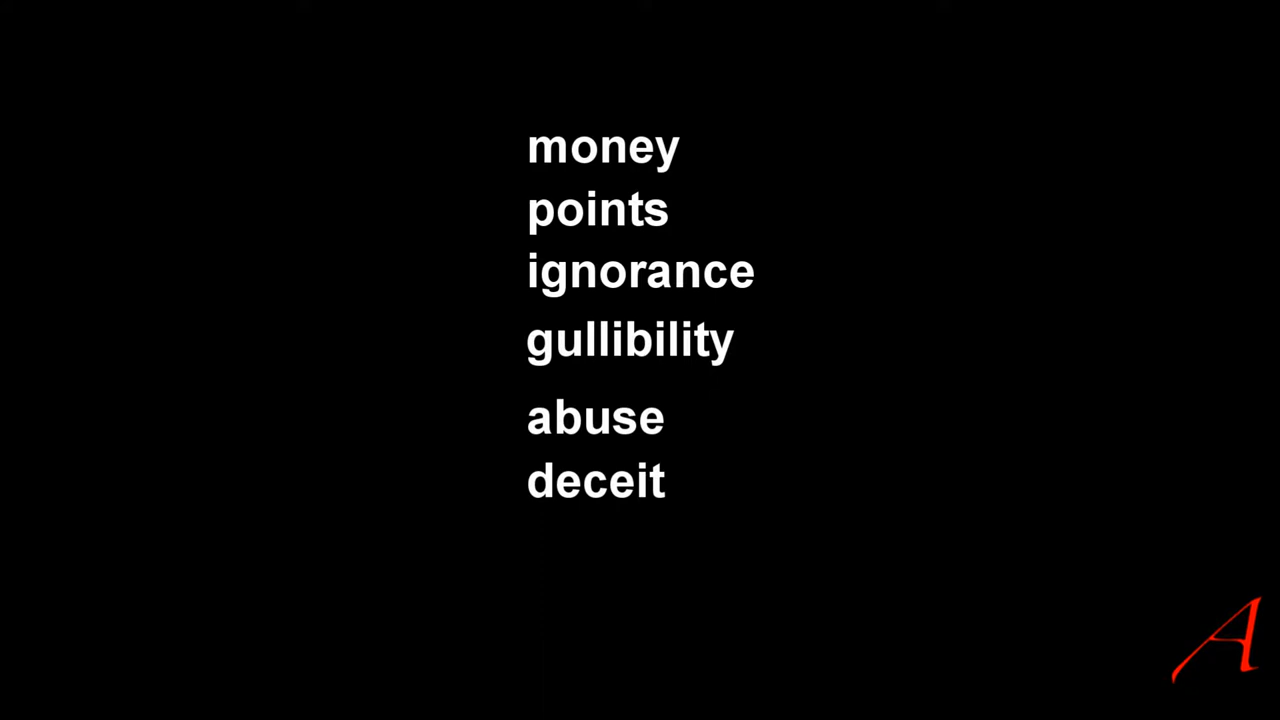 money
points
ignorance
gullibility
abuse
deceit
A